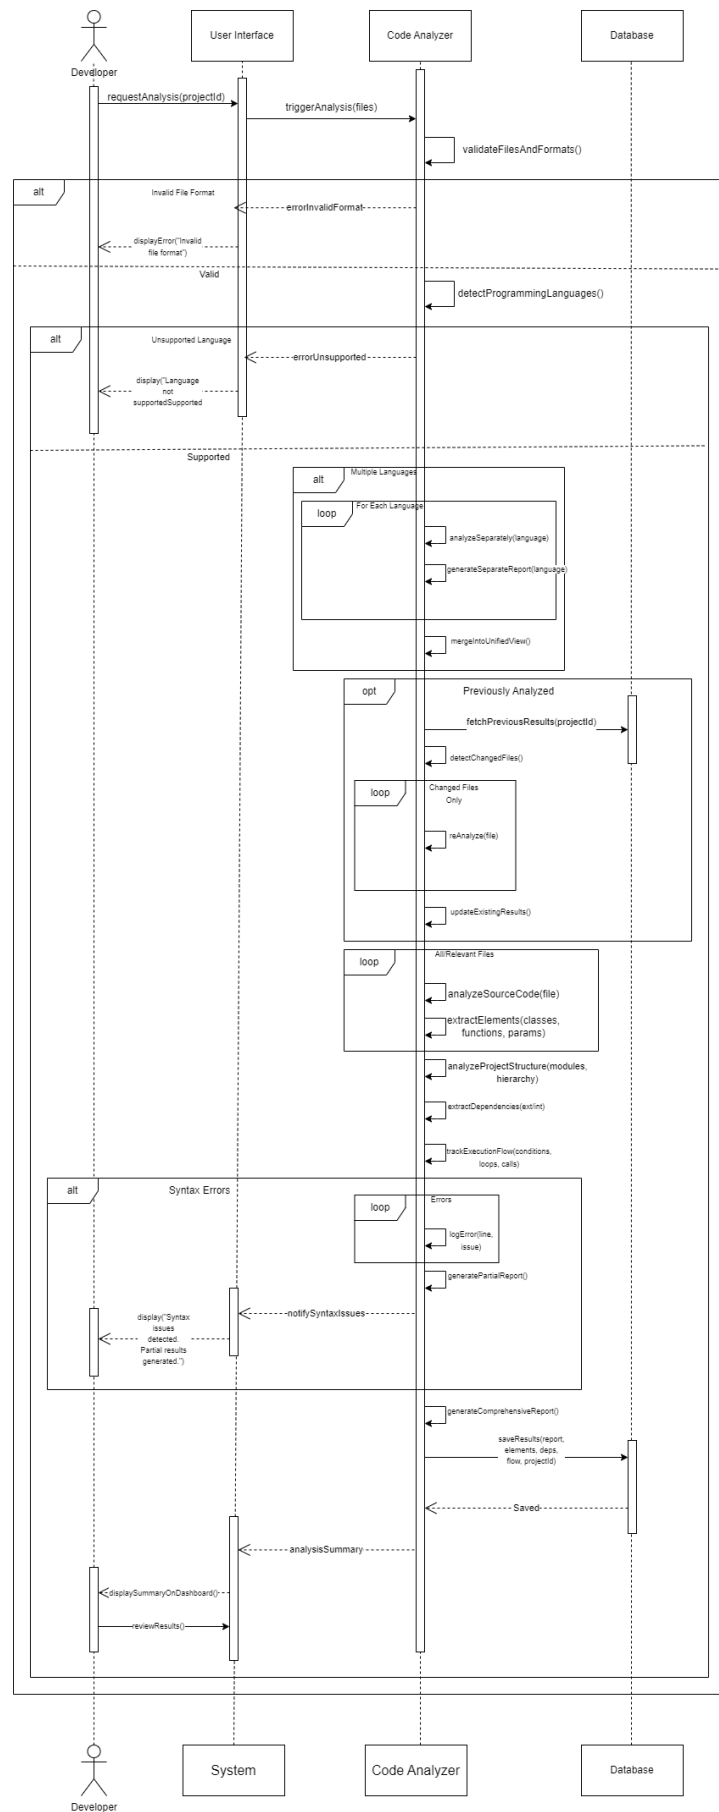 User Interface
Code Analyzer
Database
Developer
requestAnalysis(projectId)
triggerAnalysis(files)
validateFilesAndFormats()
alt
Invalid File Format
errorInvalidFormat
displayError("Invalid
file format")
Valid
detectProgrammingLanguages()
alt
Unsupported Language
errorUnsupported
display("Language
not
supportedSupported
Supported
alt
Multiple Languages
loop
For Each Language
analyzeSeparately(language)
generateSeparateReport(language)
mergeIntoUnifiedView()
opt
Previously Analyzed
fetchPreviousResults(projectId)
detectChangedFiles()
loop
Changed Files
Only
reAnalyze(file)
updateExistingResults()
loop
All/Relevant Files
analyzeSourceCode(file)
extractElements(classes,
functions, params)
analyzeProjectStructure(modules,
hierarchy)
extractDependencies(ext/int)
trackExecutionFlow(conditions,
loops, calls)
alt
Syntax Errors
loop
Errors
logError(line,
issue)
generatePartialReport()
notifySyntaxIssues
display("Syntax
issues
detected.
Partial results
generated.")
generateComprehensiveReport()
saveResults(report,
elements, deps,
flow, projectId)
Saved
analysisSummary
displaySummaryOnDashboard()
reviewResults()
System
Code Analyzer
Database
Developer